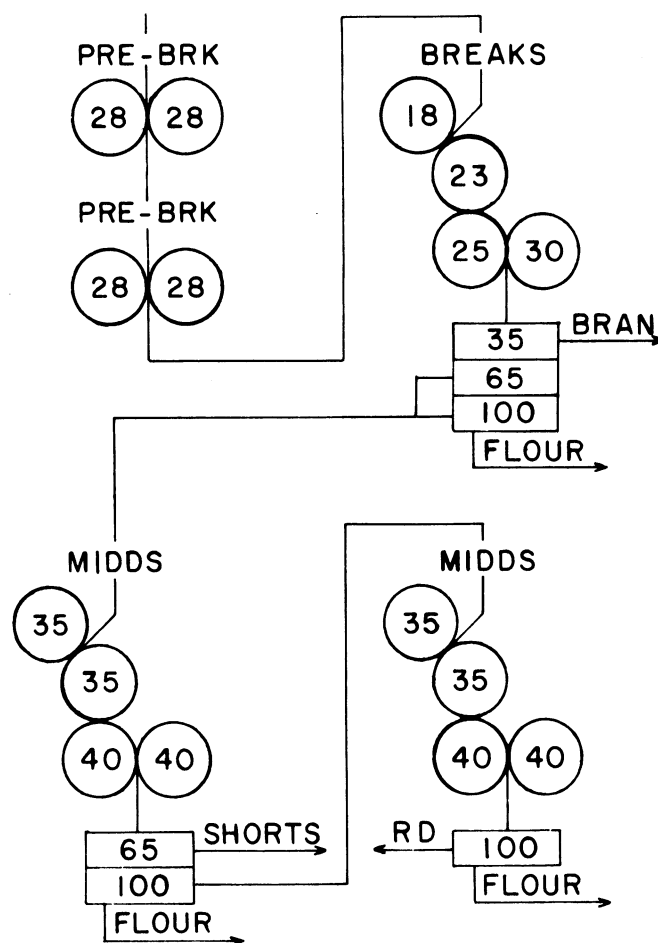 PRE-BRK
28 28
PRE-BRK
28 28
BREAKS
18
23
25 30
35 BRAN
65
100
FLOUR
MIDDS
35
35
40 40
65 SHORTS
100
FLOUR
MIDDS
35
35
40 40
RD 100
FLOUR